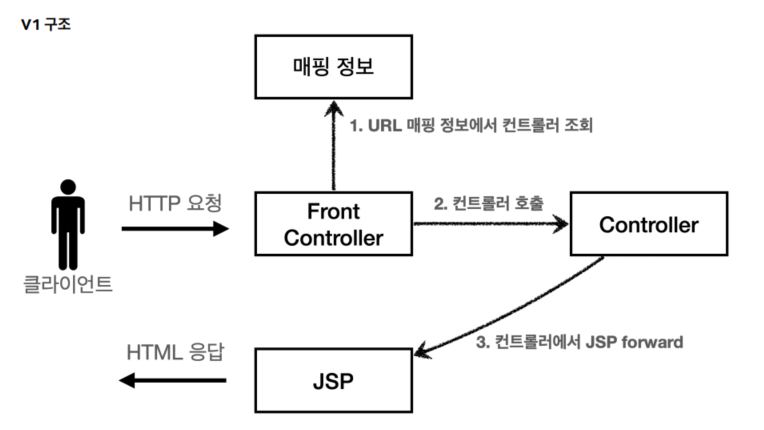 V1 구조
매핑 정보
1. URL 매핑 정보에서 컨트롤러 조회
HTTP 요청
Front
Controller
2. 컨트롤러 호출
Controller
클라이언트
3. 컨트롤러에서 JSP forward
HTML 응답
JSP